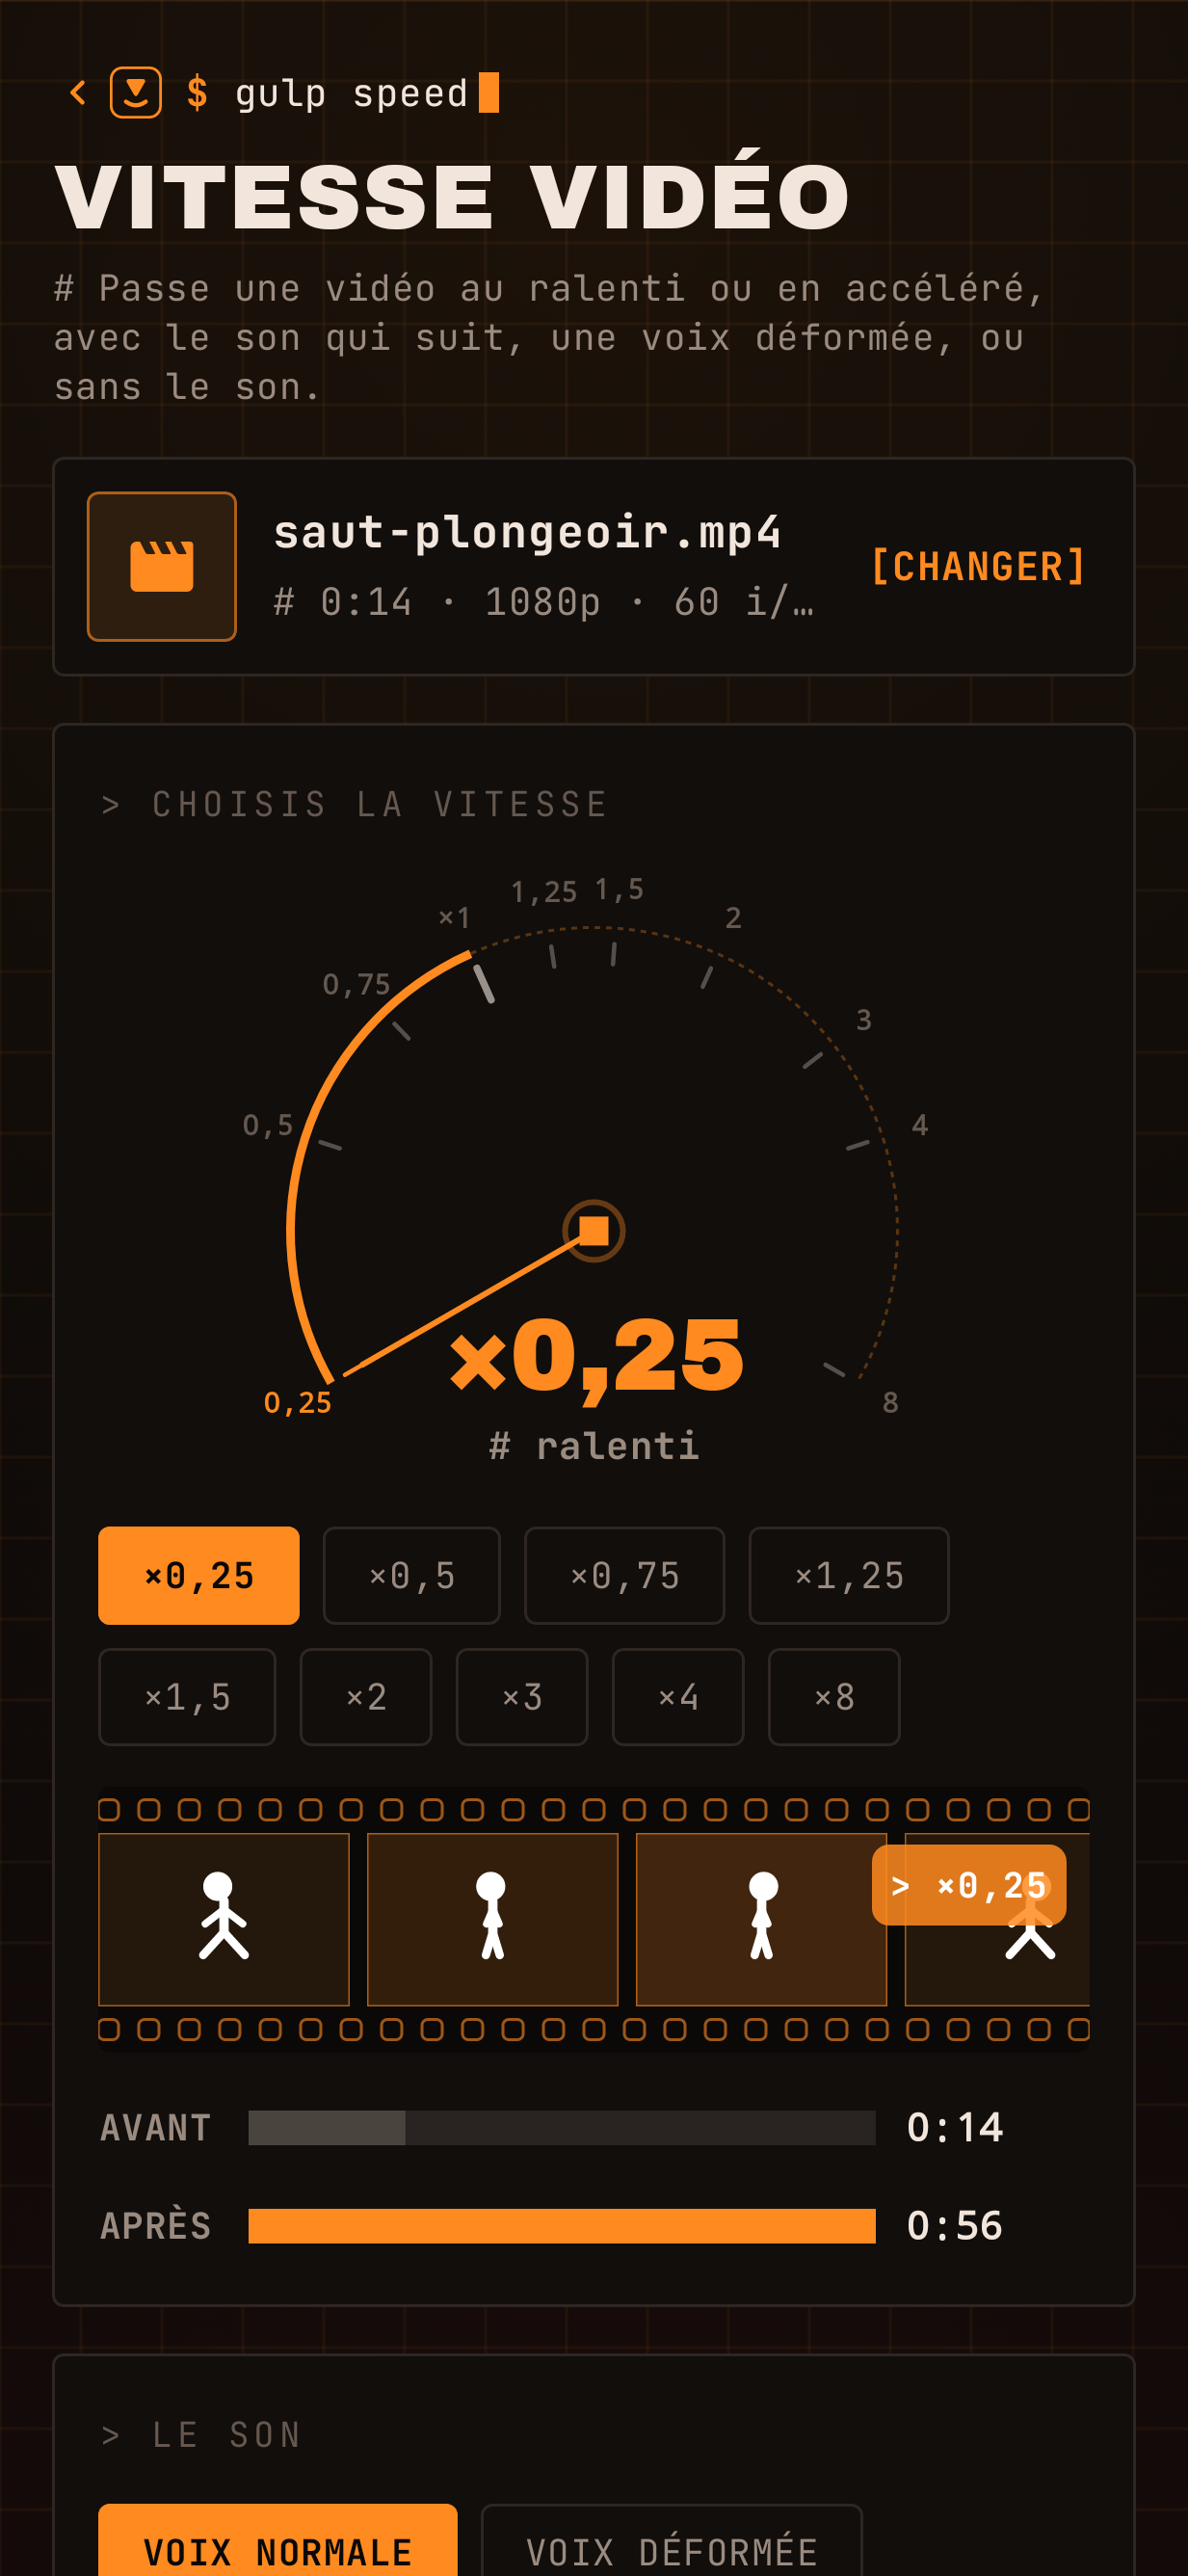 $ gulp speed
VITESSE VIDÉO
# Passe une vidéo au ralenti ou en accéléré,
avec le son qui suit, une voix déformée, ou
sans le son.
saut-plongeoir.mp4
# 0:14 · 1080p · 60 i/…
[CHANGER]
> CHOISIS LA VITESSE
0,25
0,5
0,75
×1
1,25
1,5
2
3
4
8
×0,25
# ralenti
×0,25
×0,5
×0,75
×1,25
×1,5
×2
×3
×4
×8
> ×0,25
AVANT 0:14
APRÈS 0:56
> LE SON
VOIX NORMALE
VOIX DÉFORMÉE